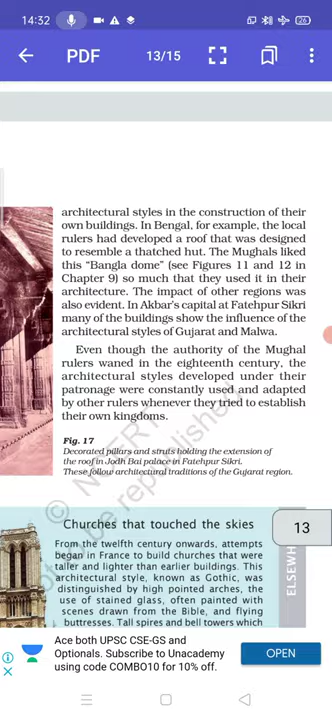 14:32
26
PDF
13/15
architectural styles in the construction of their
own buildings. In Bengal, for example, the local
rulers had developed a roof that was designed
to resemble a thatched hut. The Mughals liked
this “Bangla dome” (see Figures 11 and 12 in
Chapter 9) so much that they used it in their
architecture. The impact of other regions was
also evident. In Akbar’s capital at Fatehpur Sikri
many of the buildings show the influence of the
architectural styles of Gujarat and Malwa.
Even though the authority of the Mughal
rulers waned in the eighteenth century, the
architectural styles developed under their
patronage were constantly used and adapted
by other rulers whenever they tried to establish
their own kingdoms.
Fig. 17
Decorated pillars and struts holding the extension of
the roof in Jodh Bai palace in Fatehpur Sikri.
These follow architectural traditions of the Gujarat region.
© NCERT
not to be republished
Churches that touched the skies
13
From the twelfth century onwards, attempts
began in France to build churches that were
taller and lighter than earlier buildings. This
architectural style, known as Gothic, was
distinguished by high pointed arches, the
use of stained glass, often painted with
scenes drawn from the Bible, and flying
buttresses. Tall spires and bell towers which
Ace both UPSC CSE-GS and
Optionals. Subscribe to Unacademy
using code COMBO10 for 10% off.
OPEN